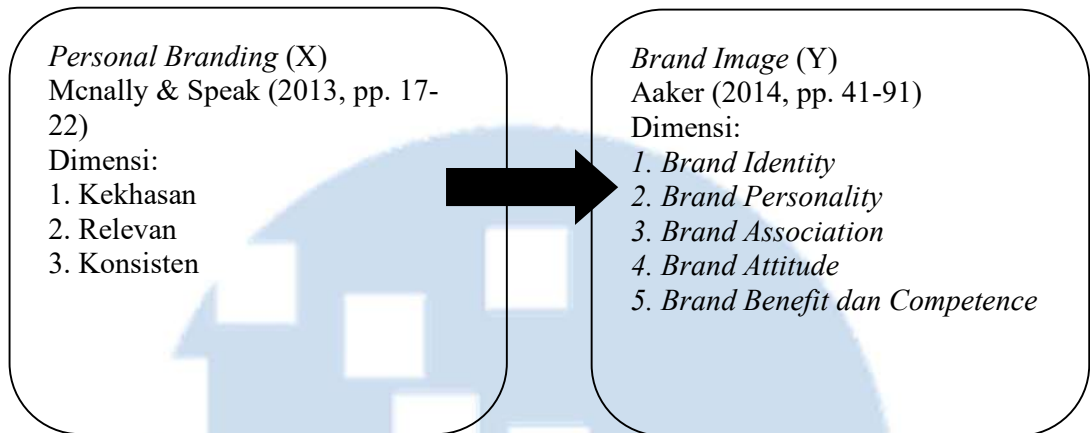 Personal Branding (X)
Mcnally & Speak (2013, pp. 17-
22)
Dimensi:
1. Kekhasan
2. Relevan
3. Konsisten
Brand Image (Y)
Aaker (2014, pp. 41-91)
Dimensi:
1. Brand Identity
2. Brand Personality
3. Brand Association
4. Brand Attitude
5. Brand Benefit dan Competence